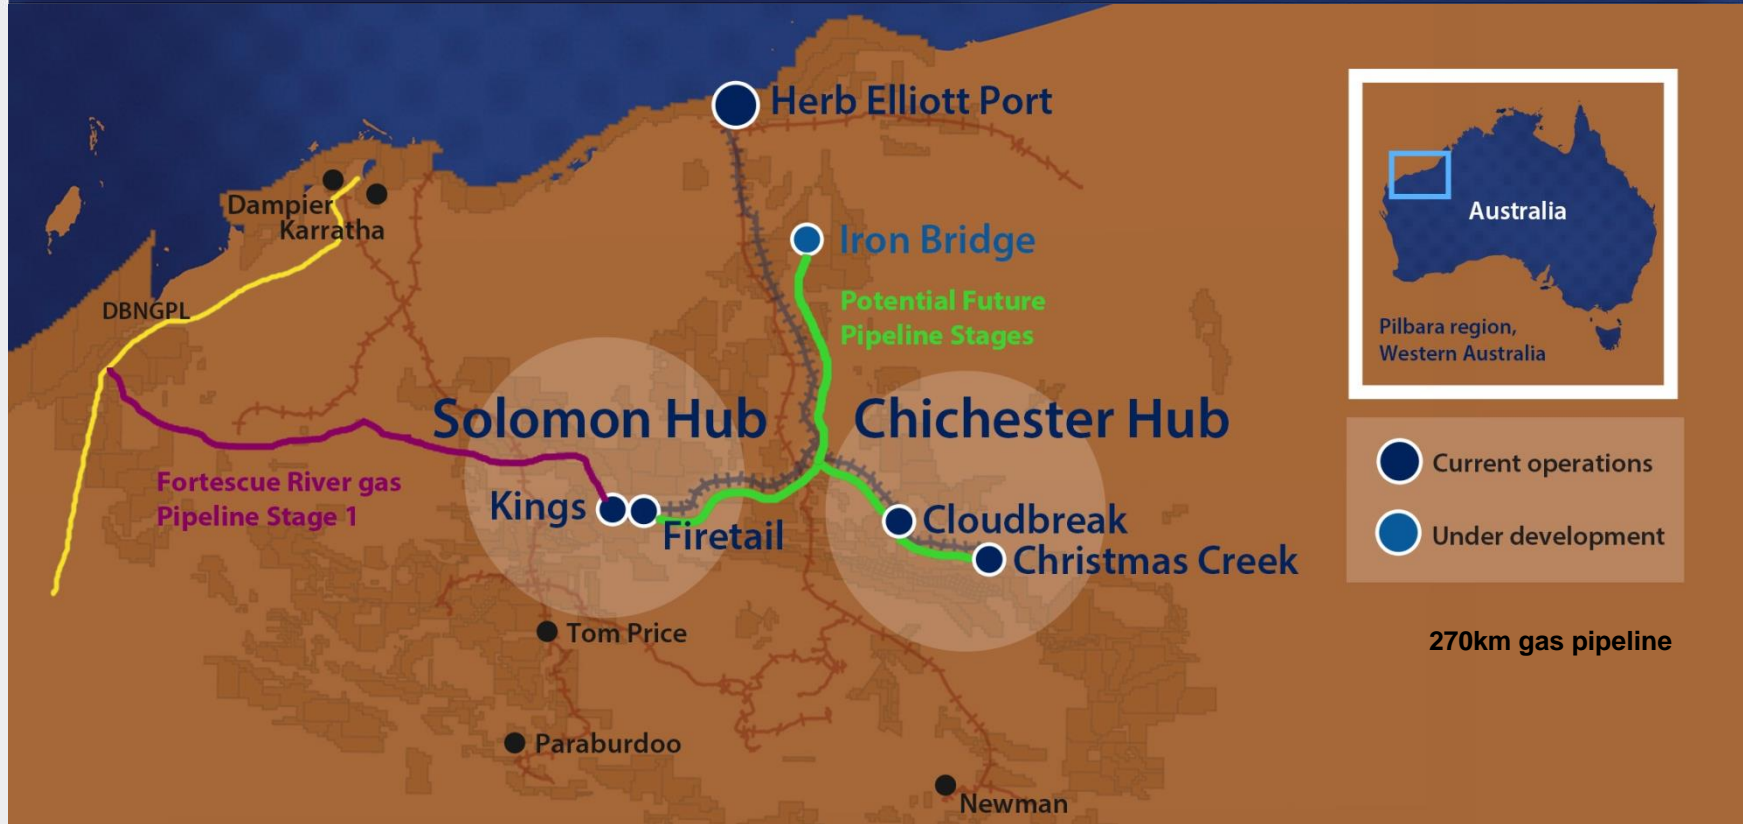 Herb Elliott Port
Dampier
Karratha
Iron Bridge
DBNGPL
Potential Future
Pipeline Stages
Solomon Hub
Chichester Hub
Fortescue River gas
Pipeline Stage 1
Kings
Firetail
Cloudbreak
Christmas Creek
Tom Price
Paraburdoo
Newman
Australia
Pilbara region,
Western Australia
Current operations
Under development
270km gas pipeline